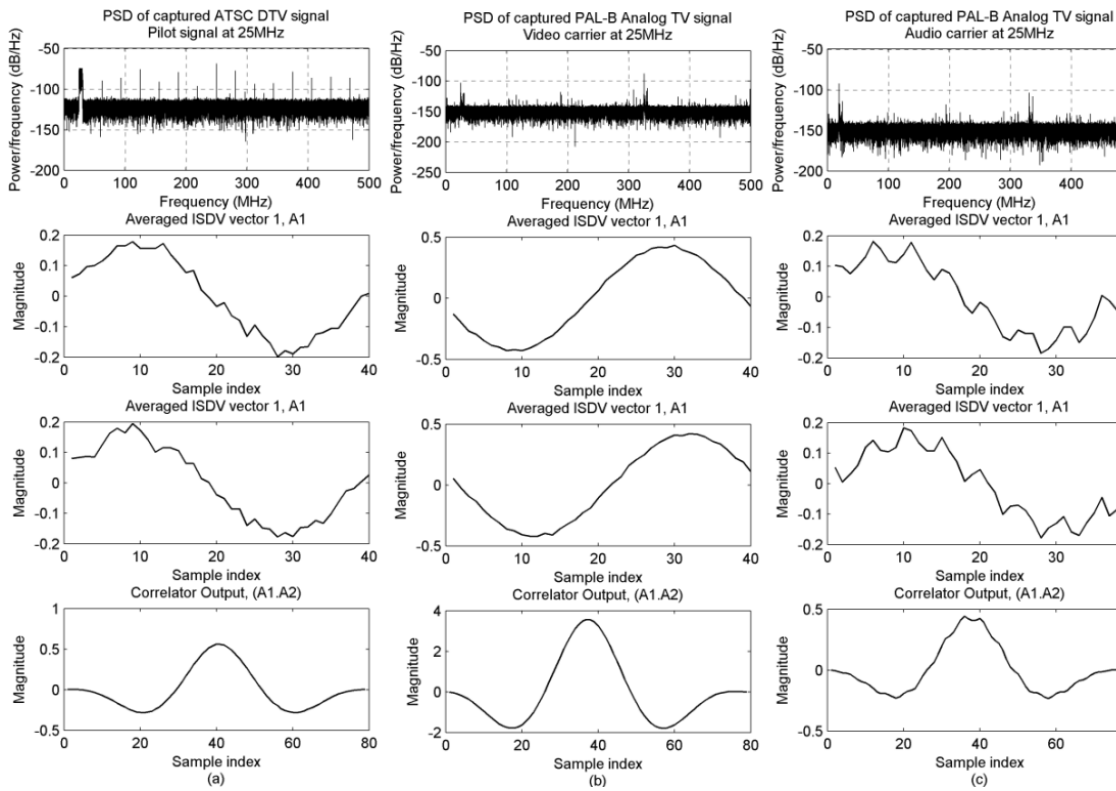 PSD of captured ATSC DTV signal
Pilot signal at 25MHz
Power/frequency (dB/Hz)
-50
-100
-150
-200
0 100 200 300 400 500
Frequency (MHz)
Averaged ISDV vector 1, A1
Magnitude
0.2
0.1
0
-0.1
-0.2
0 10 20 30 40
Sample index
Averaged ISDV vector 1, A1
Magnitude
0.2
0.1
0
-0.1
-0.2
0 10 20 30 40
Sample index
Correlator Output, (A1.A2)
Magnitude
1
0.5
0
-0.5
0 20 40 60 80
Sample index
(a)
PSD of captured PAL-B Analog TV signal
Video carrier at 25MHz
Power/frequency (dB/Hz)
-50
-100
-150
-200
-250
0 100 200 300 400 500
Frequency (MHz)
Averaged ISDV vector 1, A1
Magnitude
0.5
0
-0.5
0 10 20 30 40
Sample index
Averaged ISDV vector 1, A1
Magnitude
0.5
0
-0.5
0 10 20 30 40
Sample index
Correlator Output, (A1.A2)
Magnitude
4
2
0
-2
0 20 40 60 80
Sample index
(b)
PSD of captured PAL-B Analog TV signal
Audio carrier at 25MHz
Power/frequency (dB/Hz)
-50
-100
-150
-200
0 100 200 300 400
Frequency (MHz)
Averaged ISDV vector 1, A1
Magnitude
0.2
0.1
0
-0.1
-0.2
0 10 20 30
Sample index
Averaged ISDV vector 1, A1
Magnitude
0.2
0.1
0
-0.1
-0.2
0 10 20 30
Sample index
Correlator Output, (A1.A2)
Magnitude
0.5
0
-0.5
0 20 40 60
Sample index
(c)